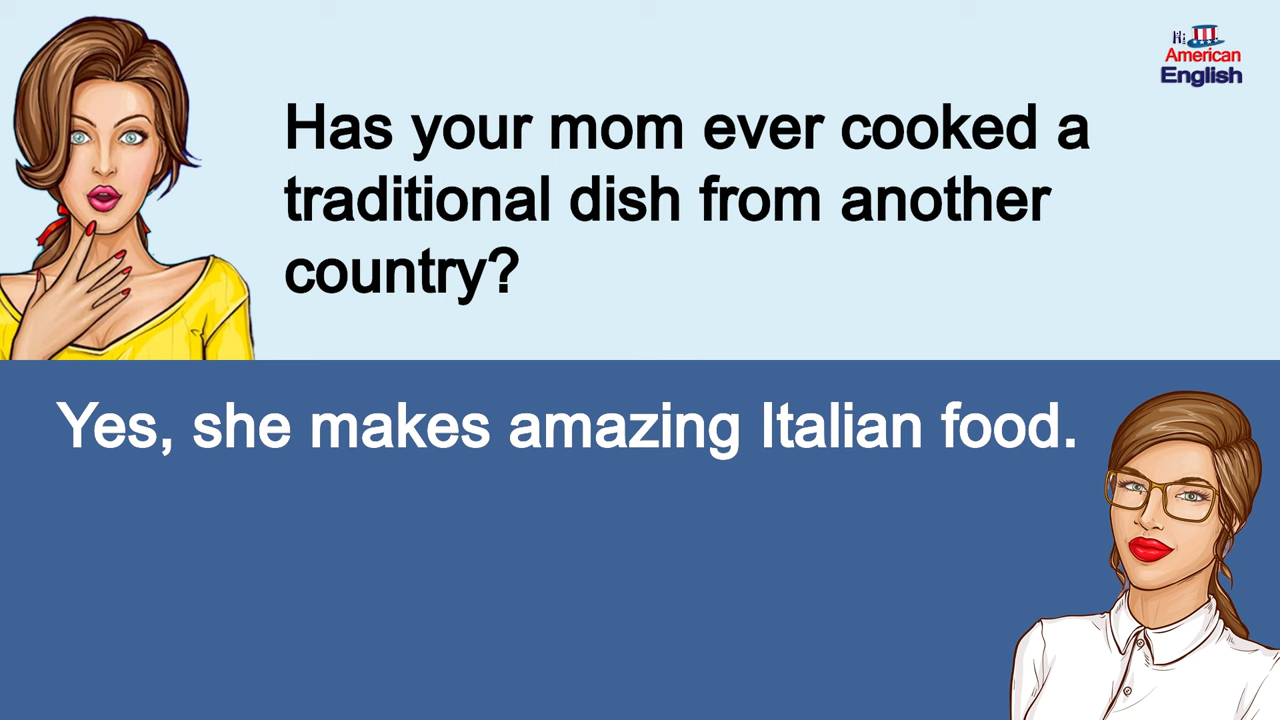 Hi
American
English
Has your mom ever cooked a
traditional dish from another
country?
Yes, she makes amazing Italian food.